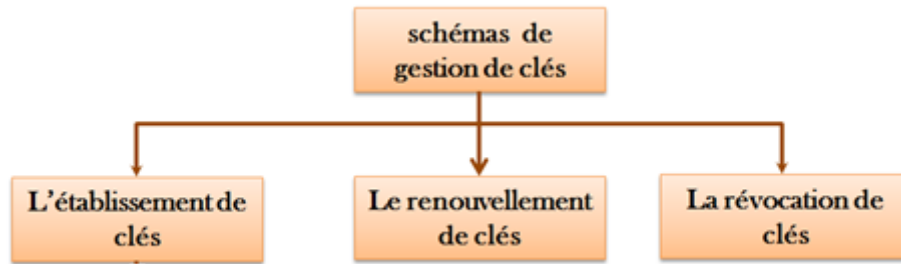 schémas de
gestion de clés
L'établissement de
clés
Le renouvellement
de clés
La révocation de
clés